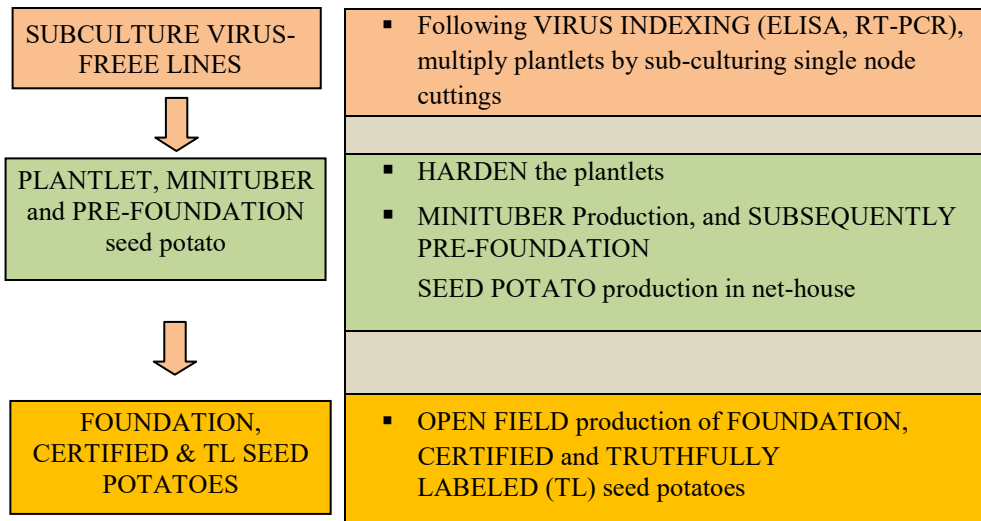 SUBCULTURE VIRUS-
FREEE LINES
▪ Following VIRUS INDEXING (ELISA, RT-PCR),
multiply plantlets by sub-culturing single node
cuttings
PLANTLET, MINITUBER
and PRE-FOUNDATION
seed potato
▪ HARDEN the plantlets
▪ MINITUBER Production, and SUBSEQUENTLY
PRE-FOUNDATION
SEED POTATO production in net-house
FOUNDATION,
CERTIFIED & TL SEED
POTATOES
▪ OPEN FIELD production of FOUNDATION,
CERTIFIED and TRUTHFULLY
LABELED (TL) seed potatoes